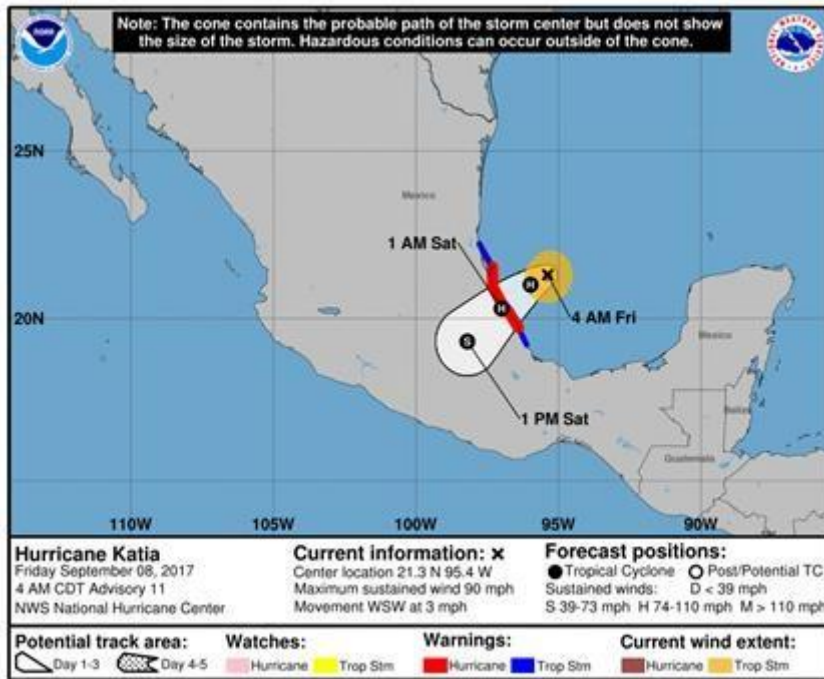 Note: The cone contains the probable path of the storm center but does not show
the size of the storm. Hazardous conditions can occur outside of the cone.
NOAA
25N
Mexico
1 AM Sat
H
4 AM Fri
20N
H
S
Mexico
1 PM Sat
Belize
Guatemala
110W 105W 100W 95W 90W
Hurricane Katia
Friday September 08, 2017
4 AM CDT Advisory 11
NWS National Hurricane Center
Current information: ×
Center location 21.3 N 95.4 W
Maximum sustained wind 90 mph
Movement WSW at 3 mph
Forecast positions:
Tropical Cyclone Post/Potential TC
Sustained winds: D < 39 mph
S 39-73 mph H 74-110 mph M > 110 mph
Potential track area:
Day 1-3 Day 4-5
Watches:
Hurricane Trop Stm
Warnings:
Hurricane Trop Stm
Current wind extent:
Hurricane Trop Stm